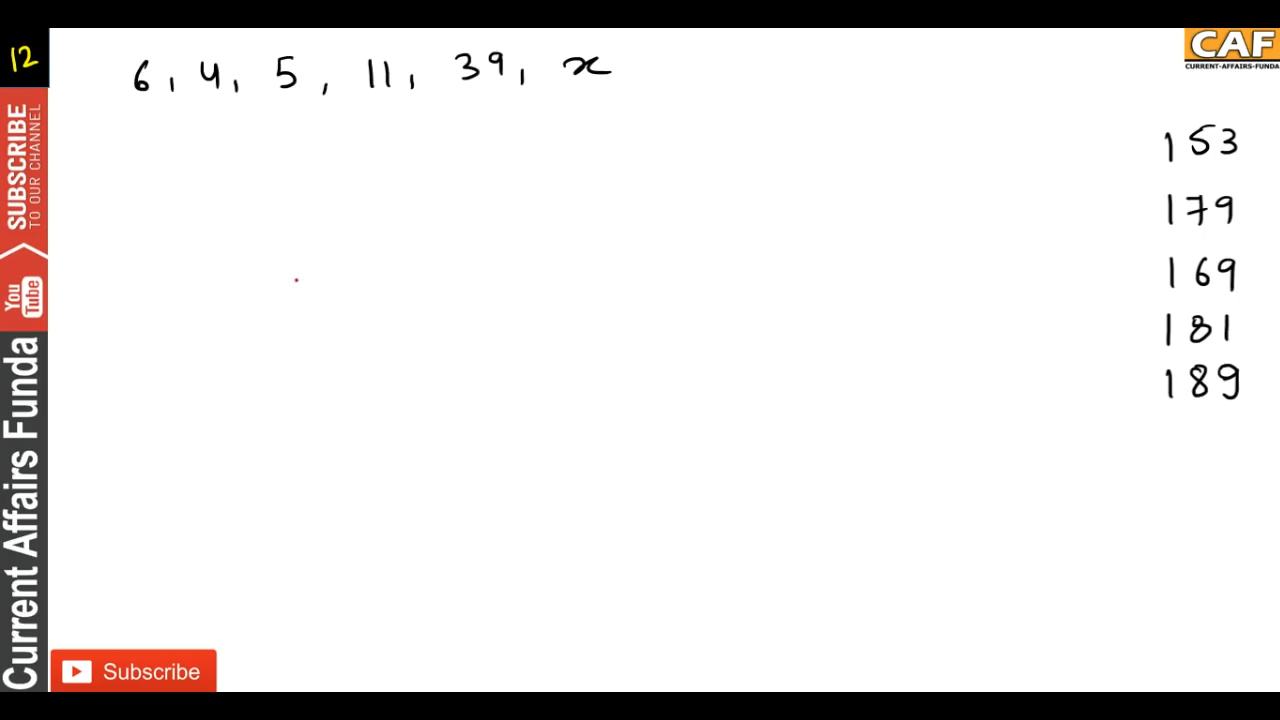 12
6, 4, 5, 11, 39, x
CAF
CURRENT-AFFAIRS-FUNDA
153
179
169
181
189
SUBSCRIBE
TO OUR CHANNEL
You Tube
Current Affairs Funda
Subscribe